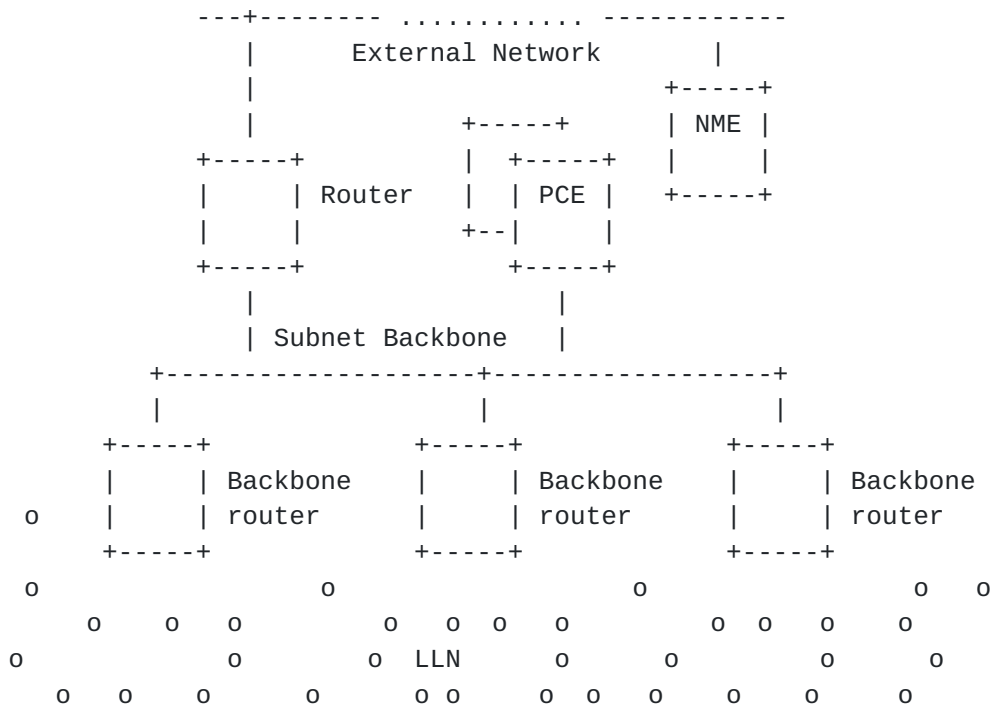 ---+-------- ............ ------------
|      External Network       |
|                          +-----+
|             +-----+      | NME |
+-----+          |  +-----+   |     |
|     | Router   |  | PCE |   +-----+
|     |          +--|     |
+-----+             +-----+
|                   |
| Subnet Backbone   |
+--------------------+------------------+
|                    |                  |
+-----+             +-----+             +-----+
|     | Backbone    |     | Backbone    |     | Backbone
o    |     | router      |     | router      |     | router
+-----+             +-----+             +-----+
o                  o                   o                 o   o
o    o   o         o   o  o   o         o  o   o    o
o             o        o  LLN      o      o         o      o
o   o    o      o      o o     o  o   o    o    o     o